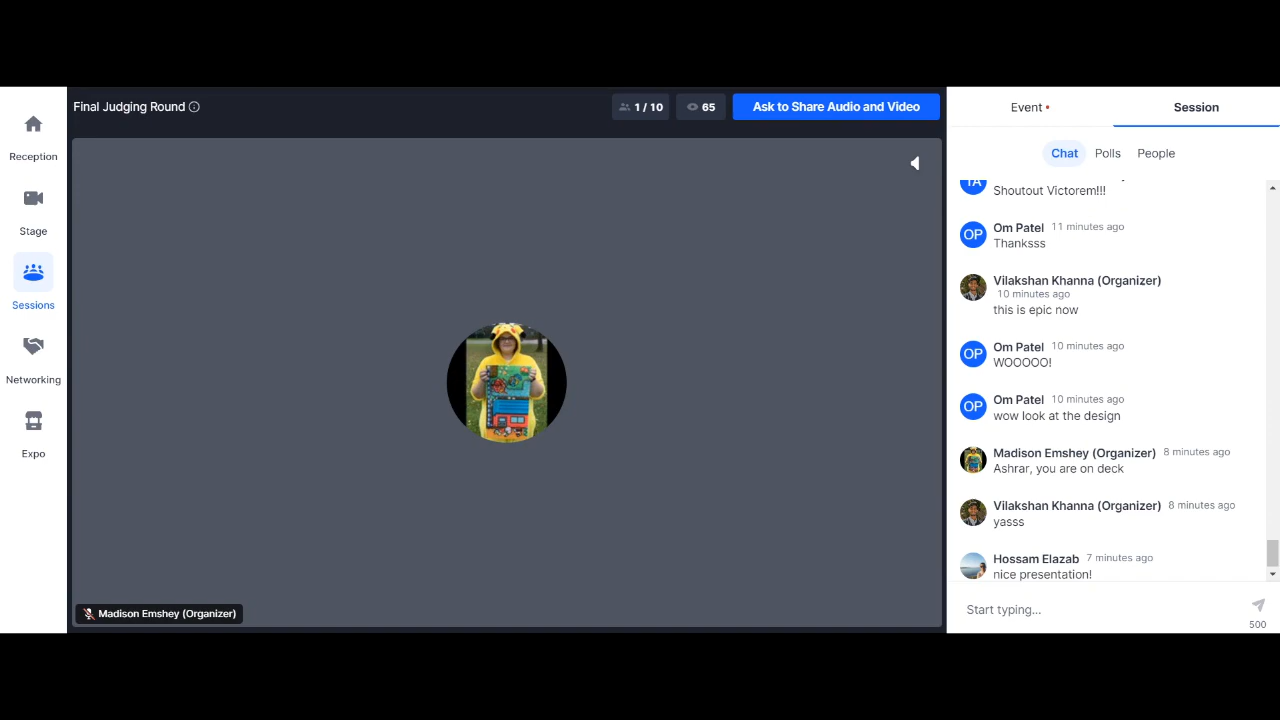 Reception
Stage
Sessions
Networking
Expo
Final Judging Round
1 / 10
65
Ask to Share Audio and Video
Madison Emshey (Organizer)
Event
Session
Chat
Polls
People
TA
Shoutout Victorem!!!
OP
Om Patel 11 minutes ago
Thanksss
Vilakshan Khanna (Organizer)
10 minutes ago
this is epic now
OP
Om Patel 10 minutes ago
WOOOOO!
OP
Om Patel 10 minutes ago
wow look at the design
Madison Emshey (Organizer) 8 minutes ago
Ashrar, you are on deck
Vilakshan Khanna (Organizer) 8 minutes ago
yasss
Hossam Elazab 7 minutes ago
nice presentation!
Start typing...
500